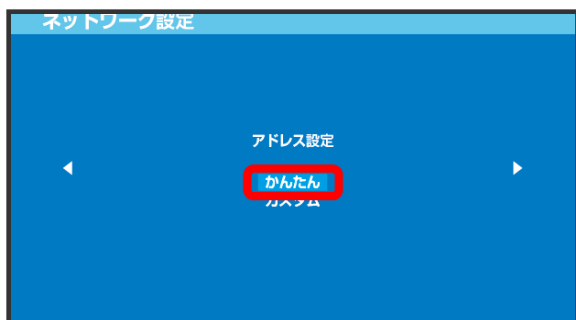 ネットワーク設定
アドレス設定
かんたん
カスタム